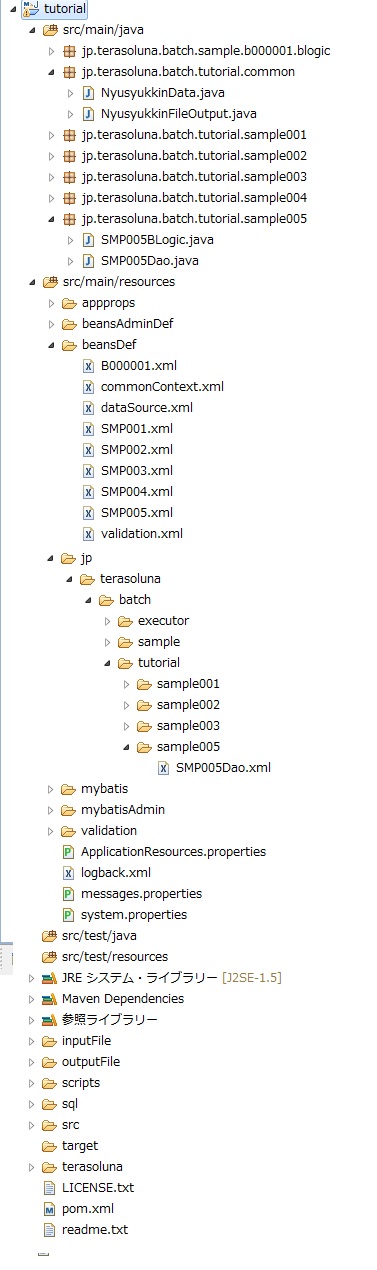 tutorial
src/main/java
jp.terasoluna.batch.sample.b000001.blogic
jp.terasoluna.batch.tutorial.common
NyusyukkinData.java
NyusyukkinFileOutput.java
jp.terasoluna.batch.tutorial.sample001
jp.terasoluna.batch.tutorial.sample002
jp.terasoluna.batch.tutorial.sample003
jp.terasoluna.batch.tutorial.sample004
jp.terasoluna.batch.tutorial.sample005
SMP005BLogic.java
SMP005Dao.java
src/main/resources
appprops
beansAdminDef
beansDef
B000001.xml
commonContext.xml
dataSource.xml
SMP001.xml
SMP002.xml
SMP003.xml
SMP004.xml
SMP005.xml
validation.xml
jp
terasoluna
batch
executor
sample
tutorial
sample001
sample002
sample003
sample005
SMP005Dao.xml
mybatis
mybatisAdmin
validation
ApplicationResources.properties
logback.xml
messages.properties
system.properties
src/test/java
src/test/resources
JRE システム・ライブラリー [J2SE-1.5]
Maven Dependencies
参照ライブラリー
inputFile
outputFile
scripts
sql
src
target
terasoluna
LICENSE.txt
pom.xml
readme.txt